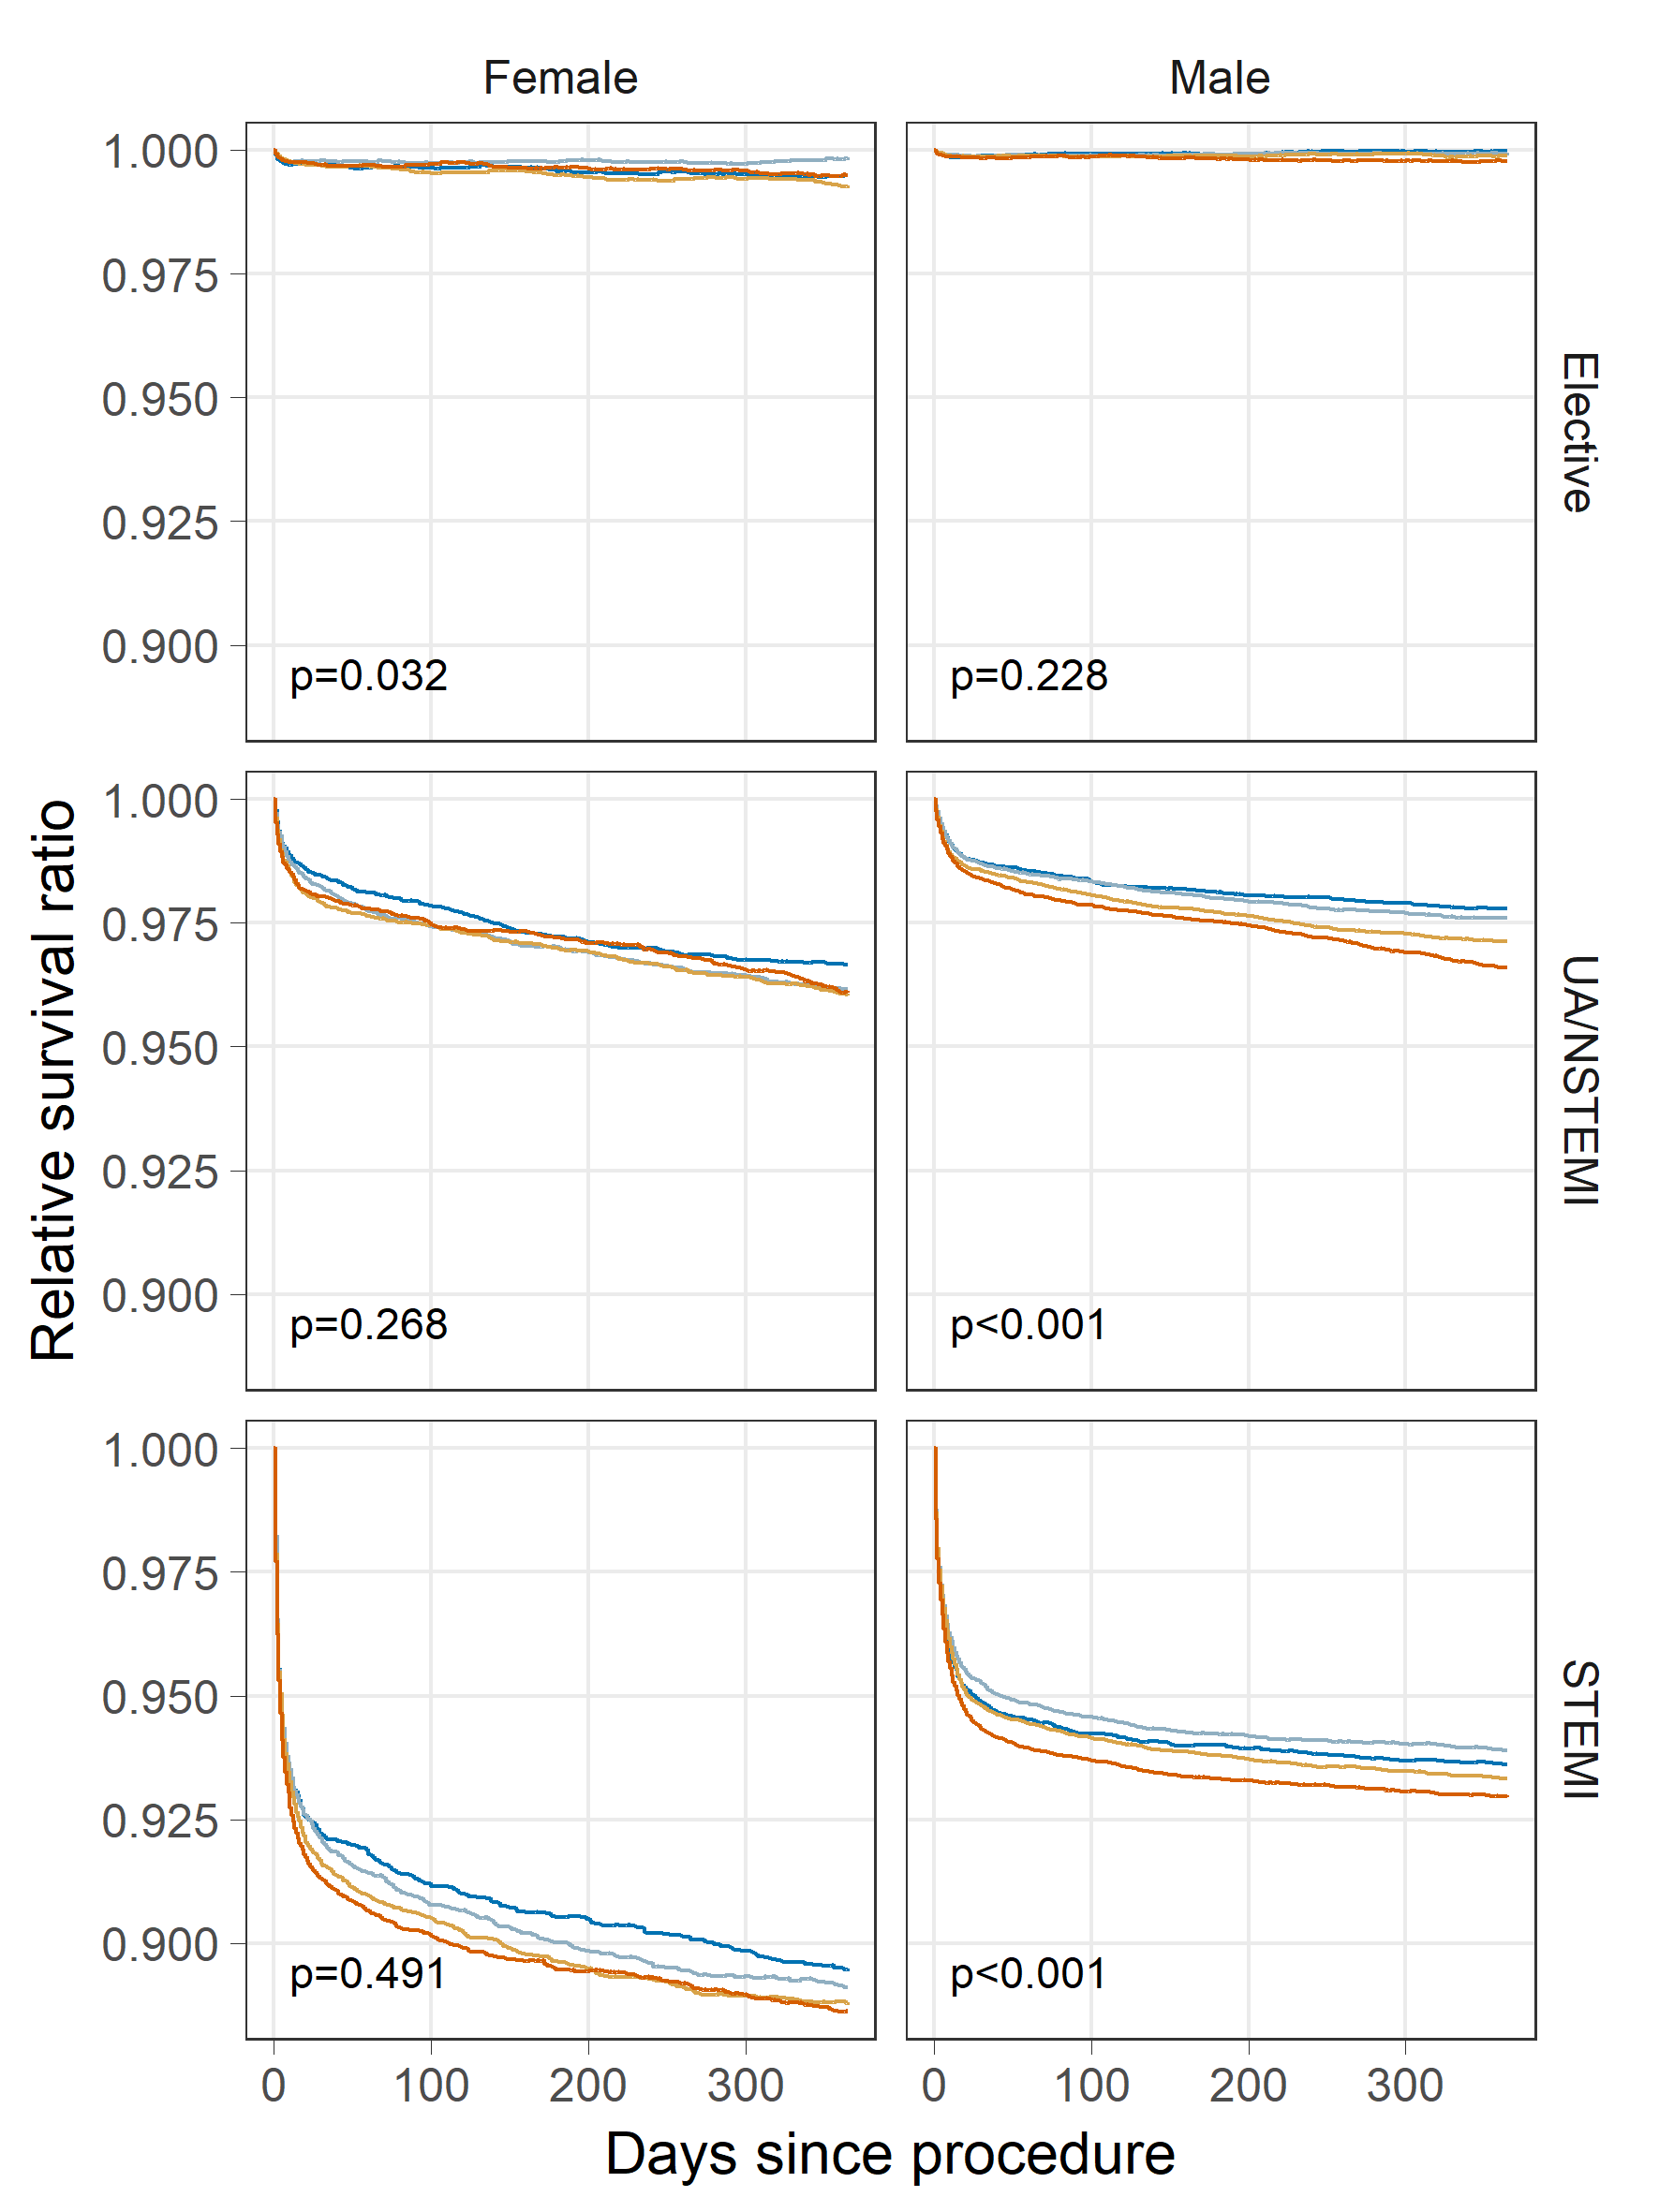 Female
Male
1.000
0.975
0.950
0.925
0.900
p=0.032
p=0.228
Elective
Relative survival ratio
1.000
0.975
0.950
0.925
0.900
p=0.268
p<0.001
UA/NSTEMI
1.000
0.975
0.950
0.925
0.900
p=0.491
p<0.001
STEMI
0
100
200
300
0
100
200
300
Days since procedure